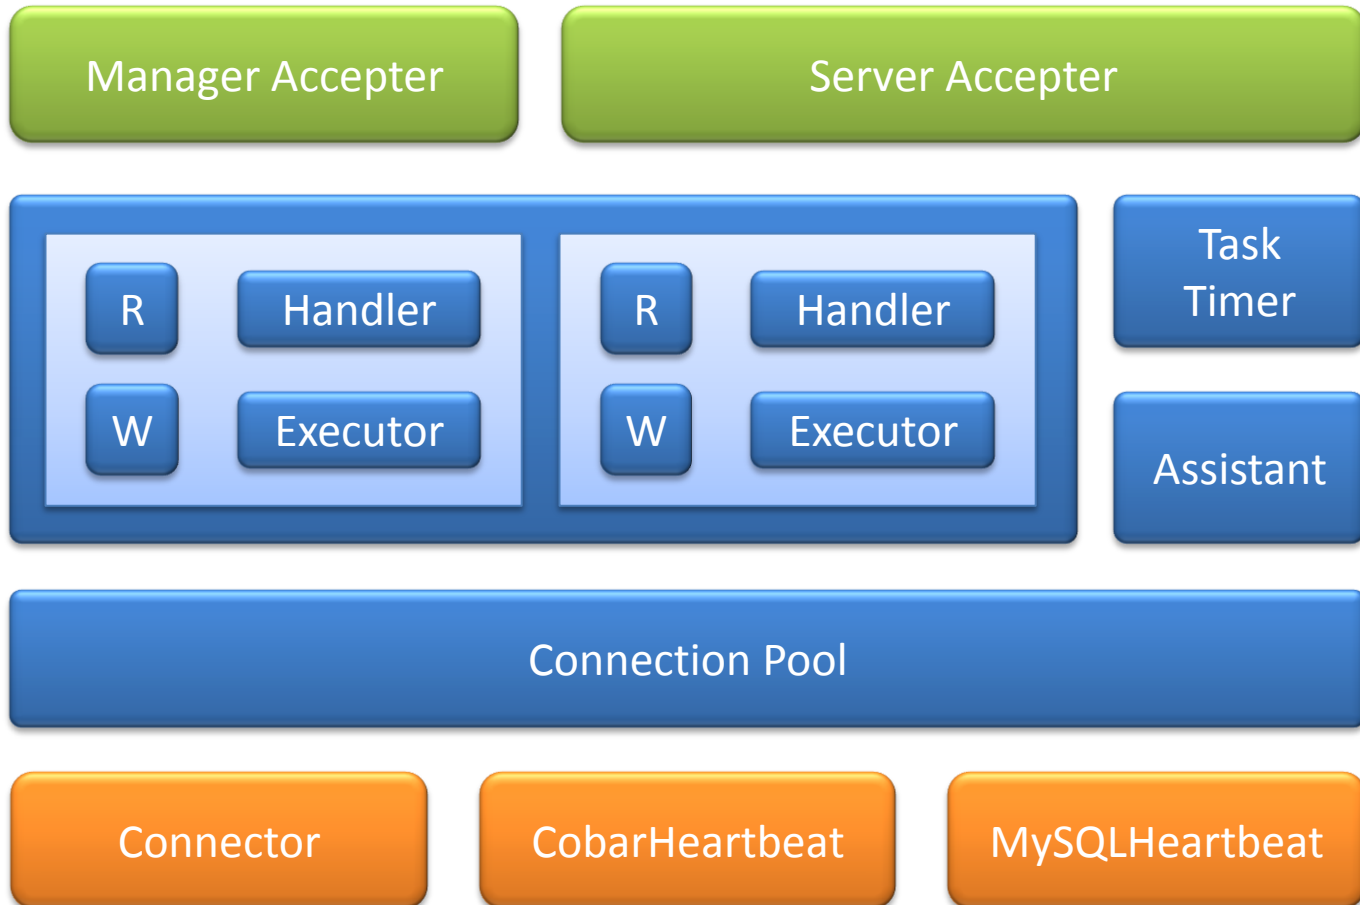 Manager Accepter
Server Accepter
R
Handler
R
Handler
Task
Timer
W
Executor
W
Executor
Assistant
Connection Pool
Connector
CobarHeartbeat
MySQLHeartbeat